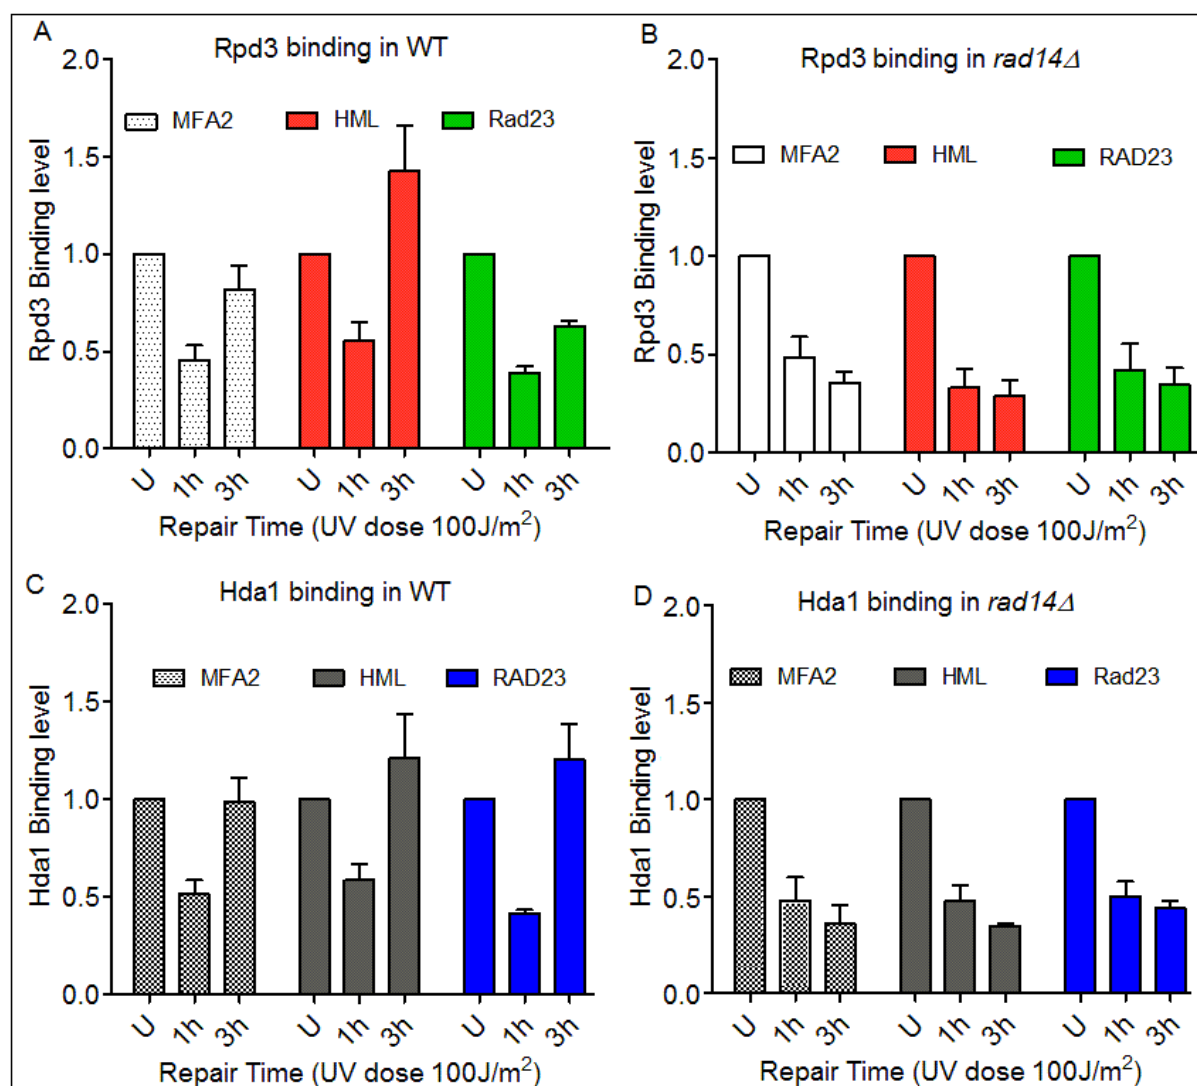 A
Rpd3 binding in WT
2.0
1.5
1.0
0.5
0.0
Rpd3 Binding level
MFA2 HML Rad23
U 1h 3h U 1h 3h U 1h 3h
Repair Time (UV dose 100J/m²)
B
Rpd3 binding in rad14Δ
2.0
1.5
1.0
0.5
0.0
Rpd3 Binding level
MFA2 HML RAD23
U 1h 3h U 1h 3h U 1h 3h
Repair Time (UV dose 100J/m²)
C
Hda1 binding in WT
2.0
1.5
1.0
0.5
0.0
Hda1 Binding level
MFA2 HML RAD23
U 1h 3h U 1h 3h U 1h 3h
Repair Time (UV dose 100J/m²)
D
Hda1 binding in rad14Δ
2.0
1.5
1.0
0.5
0.0
Hda1 Binding level
MFA2 HML Rad23
U 1h 3h U 1h 3h U 1h 3h
Repair Time (UV dose 100J/m²)